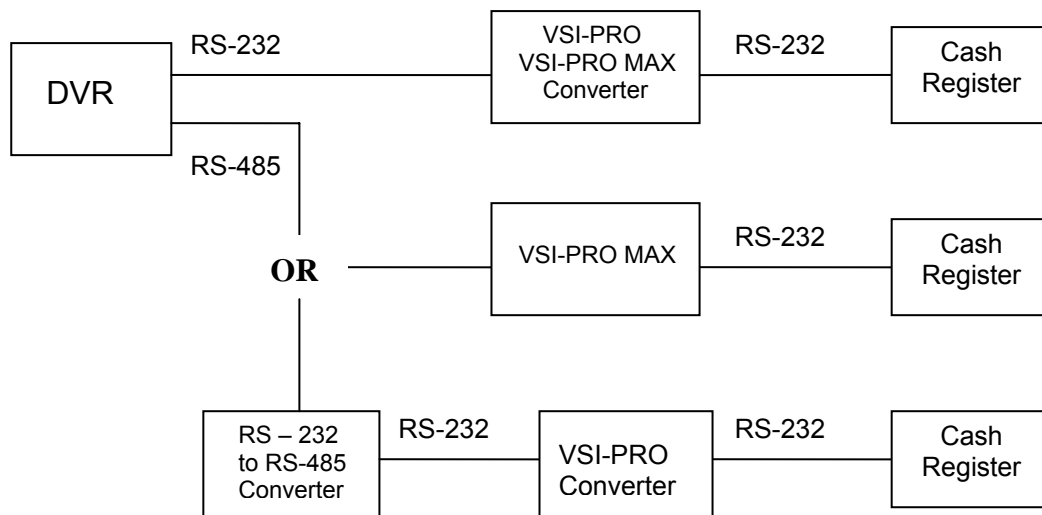 RS-232
VSI-PRO
VSI-PRO MAX
Converter
RS-232
Cash
Register
DVR
RS-485
OR
VSI-PRO MAX
RS-232
Cash
Register
RS – 232
to RS-485
Converter
RS-232
VSI-PRO
Converter
RS-232
Cash
Register